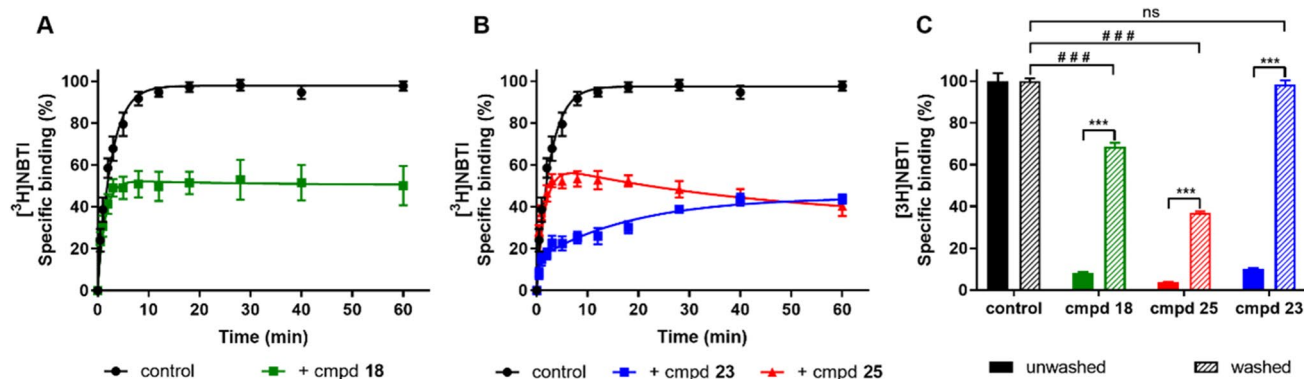 A
[³H]NBTI
Specific binding (%)
100
80
60
40
20
0
0 10 20 30 40 50 60
Time (min)
control + cmpd 18
B
[³H]NBTI
Specific binding (%)
100
80
60
40
20
0
0 10 20 30 40 50 60
Time (min)
control + cmpd 23 + cmpd 25
C
[3H]NBTI
Specific binding (%)
100
80
60
40
20
0
ns
# # #
# # #
***
***
***
control cmpd 18 cmpd 25 cmpd 23
unwashed washed